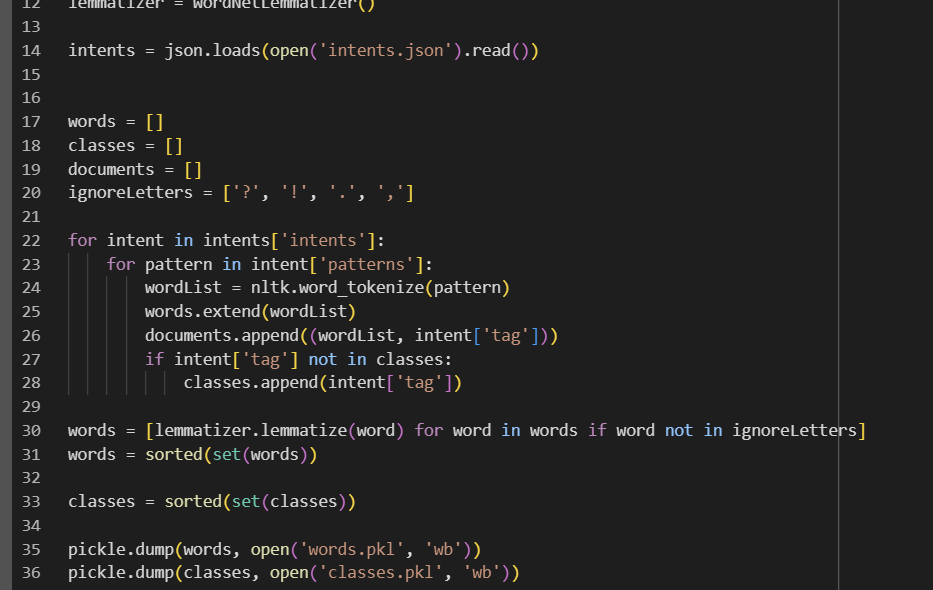 12 lemmatizer = WordNetLemmatizer()
13
14 intents = json.loads(open('intents.json').read())
15
16
17 words = []
18 classes = []
19 documents = []
20 ignoreLetters = ['?', '!', '.', ',']
21
22 for intent in intents['intents']:
23     for pattern in intent['patterns']:
24         wordList = nltk.word_tokenize(pattern)
25         words.extend(wordList)
26         documents.append((wordList, intent['tag']))
27         if intent['tag'] not in classes:
28             classes.append(intent['tag'])
29
30 words = [lemmatizer.lemmatize(word) for word in words if word not in ignoreLetters]
31 words = sorted(set(words))
32
33 classes = sorted(set(classes))
34
35 pickle.dump(words, open('words.pkl', 'wb'))
36 pickle.dump(classes, open('classes.pkl', 'wb'))